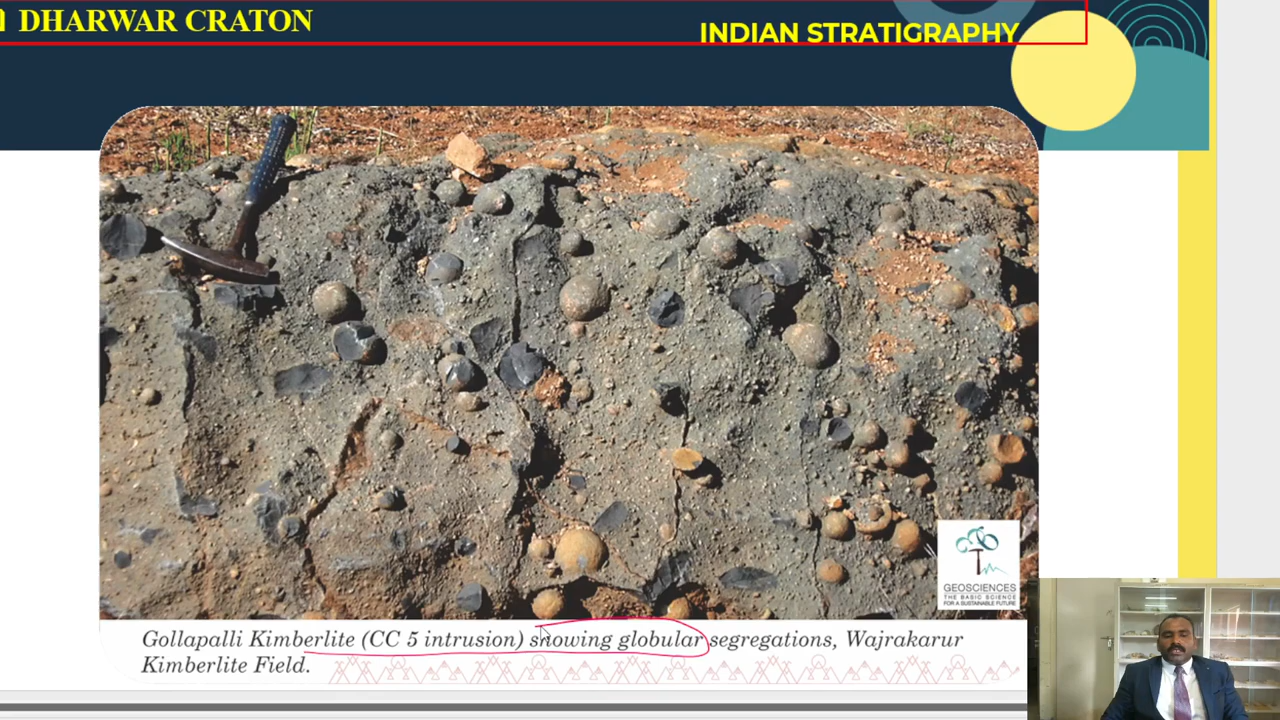 DHARWAR CRATON
INDIAN STRATIGRAPHY
GEOSCIENCES
THE BASIC SCIENCE
FOR A SUSTAINABLE FUTURE
Gollapalli Kimberlite (CC 5 intrusion) showing globular segregations, Wajrakarur
Kimberlite Field.